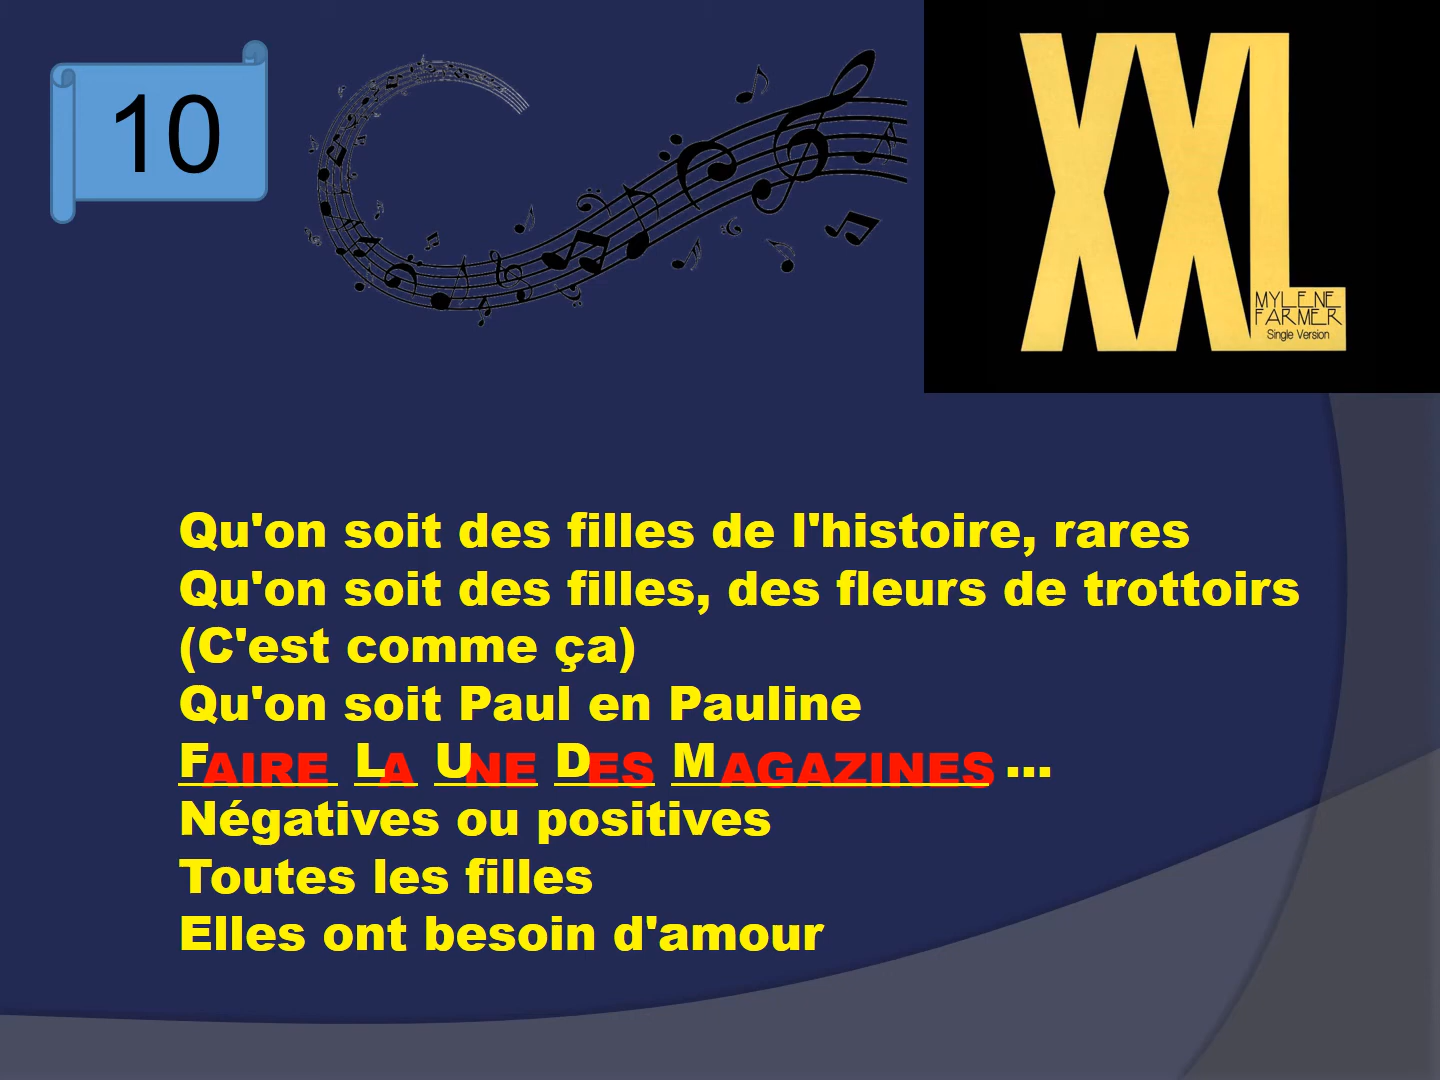 10
XXL
MYLENE
FARMER
Single Version
Qu'on soit des filles de l'histoire, rares
Qu'on soit des filles, des fleurs de trottoirs
(C'est comme ça)
Qu'on soit Paul en Pauline
FAIRE LA UNE DES MAGAZINES ...
Négatives ou positives
Toutes les filles
Elles ont besoin d'amour